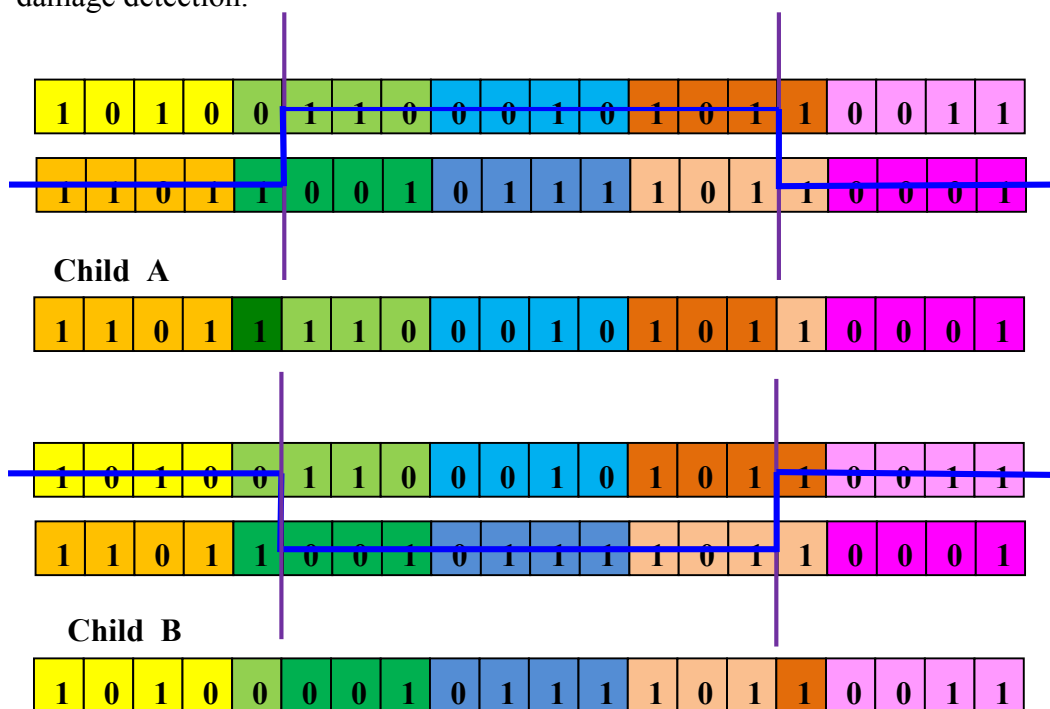 damage detection.
1 0 1 0 0 1 1 0 0 0 1 0 1 0 1 1 0 0 1 1
1 1 0 1 1 0 0 1 0 1 1 1 1 0 1 1 0 0 0 1
Child A
1 1 0 1 1 1 1 0 0 0 1 0 1 0 1 1 0 0 0 1
1 0 1 0 0 1 1 0 0 0 1 0 1 0 1 1 0 0 1 1
1 1 0 1 1 0 0 1 0 1 1 1 1 0 1 1 0 0 0 1
Child B
1 0 1 0 0 0 0 1 0 1 1 1 1 0 1 1 0 0 1 1